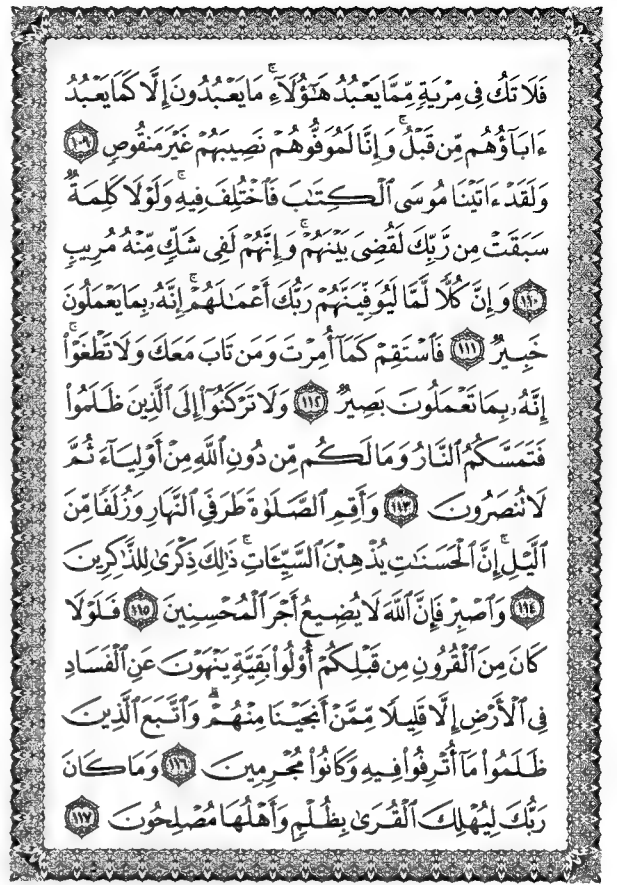 فَلَا تَكُ فِى مِرْيَةٍ مِّمَّا يَعْبُدُ هَٰٓؤُلَآءِ ۚ مَا يَعْبُدُونَ إِلَّا كَمَا يَعْبُدُ
ءَابَآؤُهُم مِّن قَبْلُ ۚ وَإِنَّا لَمُوَفُّوهُمْ نَصِيبَهُمْ غَيْرَ مَنقُوصٍ ١٠٩
وَلَقَدْ ءَاتَيْنَا مُوسَى ٱلْكِتَٰبَ فَٱخْتُلِفَ فِيهِ ۚ وَلَوْلَا كَلِمَةٌ
سَبَقَتْ مِن رَّبِّكَ لَقُضِىَ بَيْنَهُمْ ۚ وَإِنَّهُمْ لَفِى شَكٍّ مِّنْهُ مُرِيبٍ
١١٠ وَإِنَّ كُلًّا لَّمَّا لَيُوَفِّيَنَّهُمْ رَبُّكَ أَعْمَٰلَهُمْ ۚ إِنَّهُۥ بِمَا يَعْمَلُونَ
خَبِيرٌ ١١١ فَٱسْتَقِمْ كَمَآ أُمِرْتَ وَمَن تَابَ مَعَكَ وَلَا تَطْغَوْا۟ ۚ
إِنَّهُۥ بِمَا تَعْمَلُونَ بَصِيرٌ ١١٢ وَلَا تَرْكَنُوٓا۟ إِلَى ٱلَّذِينَ ظَلَمُوا۟
فَتَمَسَّكُمُ ٱلنَّارُ وَمَا لَكُم مِّن دُونِ ٱللَّهِ مِنْ أَوْلِيَآءَ ثُمَّ
لَا تُنصَرُونَ ١١٣ وَأَقِمِ ٱلصَّلَوٰةَ طَرَفَىِ ٱلنَّهَارِ وَزُلَفًا مِّنَ
ٱلَّيْلِ ۚ إِنَّ ٱلْحَسَنَٰتِ يُذْهِبْنَ ٱلسَّيِّـَٔاتِ ۚ ذَٰلِكَ ذِكْرَىٰ لِلذَّٰكِرِينَ
١١٤ وَٱصْبِرْ فَإِنَّ ٱللَّهَ لَا يُضِيعُ أَجْرَ ٱلْمُحْسِنِينَ ١١٥ فَلَوْلَا
كَانَ مِنَ ٱلْقُرُونِ مِن قَبْلِكُمْ أُو۟لُوا۟ بَقِيَّةٍ يَنْهَوْنَ عَنِ ٱلْفَسَادِ
فِى ٱلْأَرْضِ إِلَّا قَلِيلًا مِّمَّنْ أَنجَيْنَا مِنْهُمْ ۗ وَٱتَّبَعَ ٱلَّذِينَ
ظَلَمُوا۟ مَآ أُتْرِفُوا۟ فِيهِ وَكَانُوا۟ مُجْرِمِينَ ١١٦ وَمَا كَانَ
رَبُّكَ لِيُهْلِكَ ٱلْقُرَىٰ بِظُلْمٍ وَأَهْلُهَا مُصْلِحُونَ ١١٧